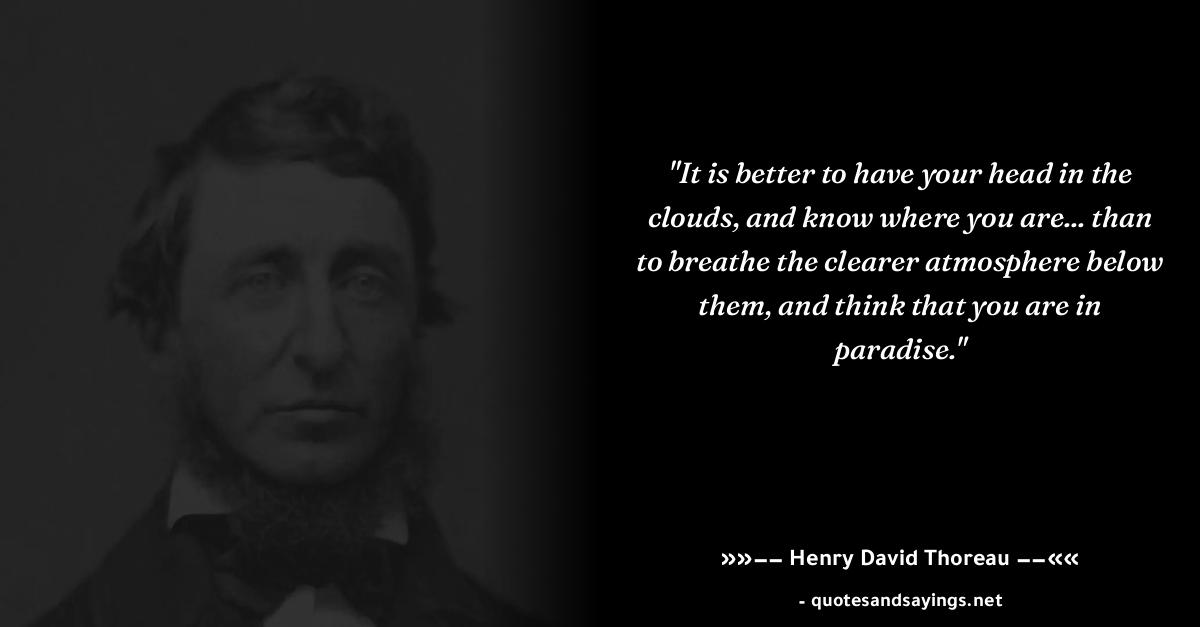 "It is better to have your head in the
clouds, and know where you are... than
to breathe the clearer atmosphere below
them, and think that you are in
paradise."
»»−− Henry David Thoreau −−««
- quotesandsayings.net